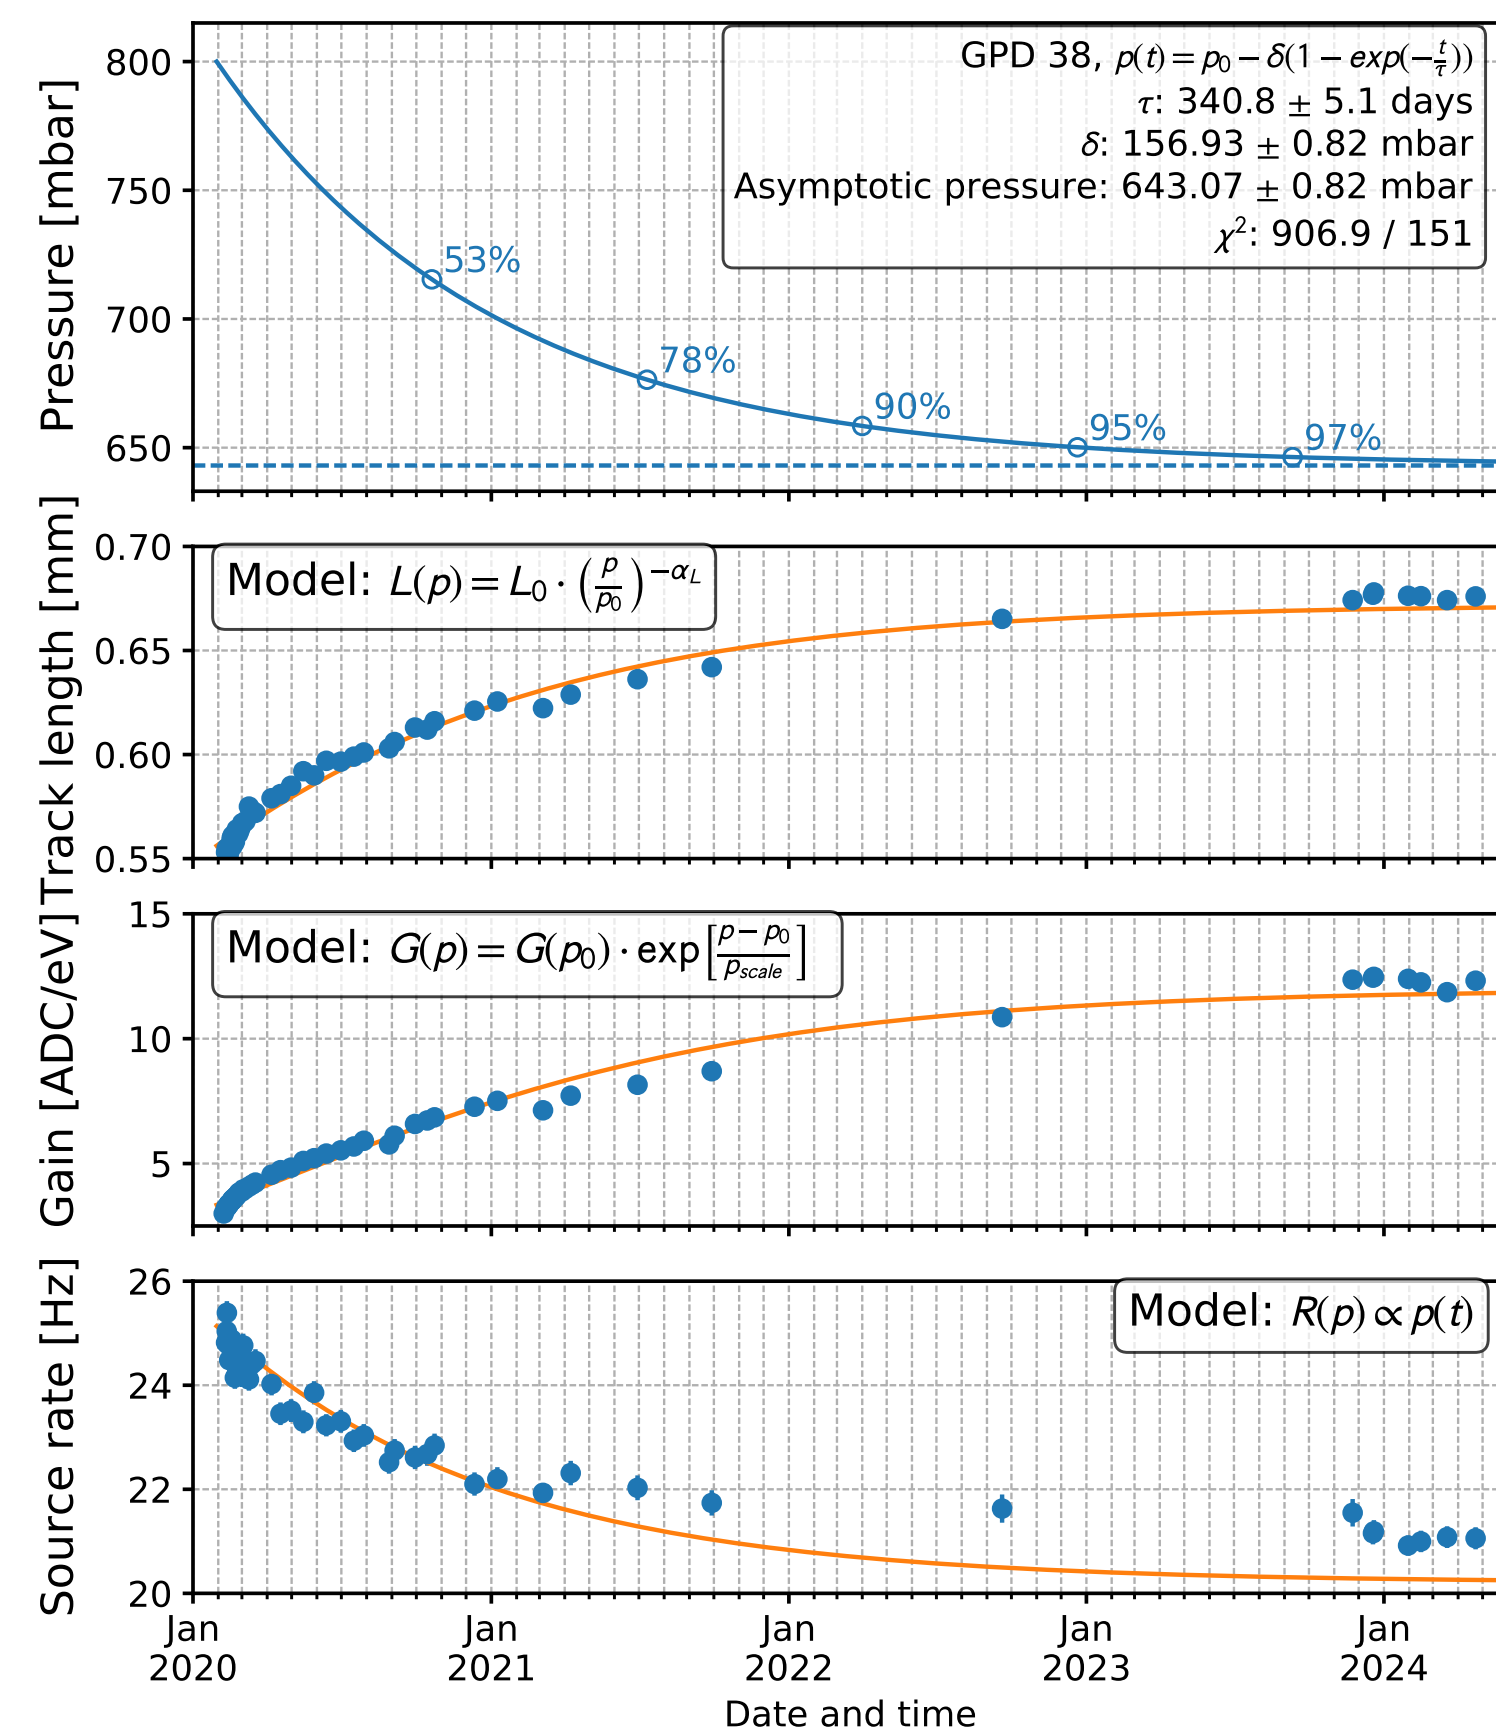 Pressure [mbar]
800
750
700
650
GPD 38, p(t) = p₀ − δ(1 − exp(−t/τ))
τ: 340.8 ± 5.1 days
δ: 156.93 ± 0.82 mbar
Asymptotic pressure: 643.07 ± 0.82 mbar
χ²: 906.9 / 151
53%
78%
90%
95%
97%
Track length [mm]
0.70
0.65
0.60
0.55
Model: L(p) = L₀ · (p/p₀)^(−α_L)
Gain [ADC/eV]
15
10
5
Model: G(p) = G(p₀) · exp[(p − p₀)/p_scale]
Source rate [Hz]
26
24
22
20
Model: R(p) ∝ p(t)
Jan 2020
Jan 2021
Jan 2022
Jan 2023
Jan 2024
Date and time